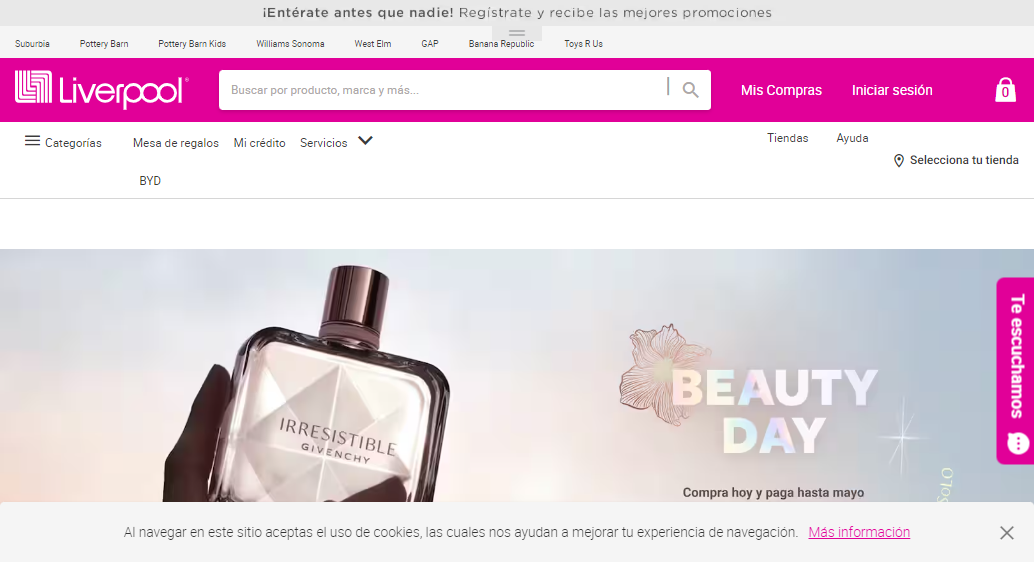 ¡Entérate antes que nadie! Regístrate y recibe las mejores promociones
Suburbia Pottery Barn Pottery Barn Kids Williams Sonoma West Elm GAP Banana Republic Toys R Us
Liverpool® Buscar por producto, marca y más... Mis Compras Iniciar sesión 0
Categorías Mesa de regalos Mi crédito Servicios Tiendas Ayuda
Selecciona tu tienda
BYD
Te escuchamos
BEAUTY
DAY
IRRESISTIBLE
GIVENCHY
Compra hoy y paga hasta mayo
SOLO
Al navegar en este sitio aceptas el uso de cookies, las cuales nos ayudan a mejorar tu experiencia de navegación. Más información